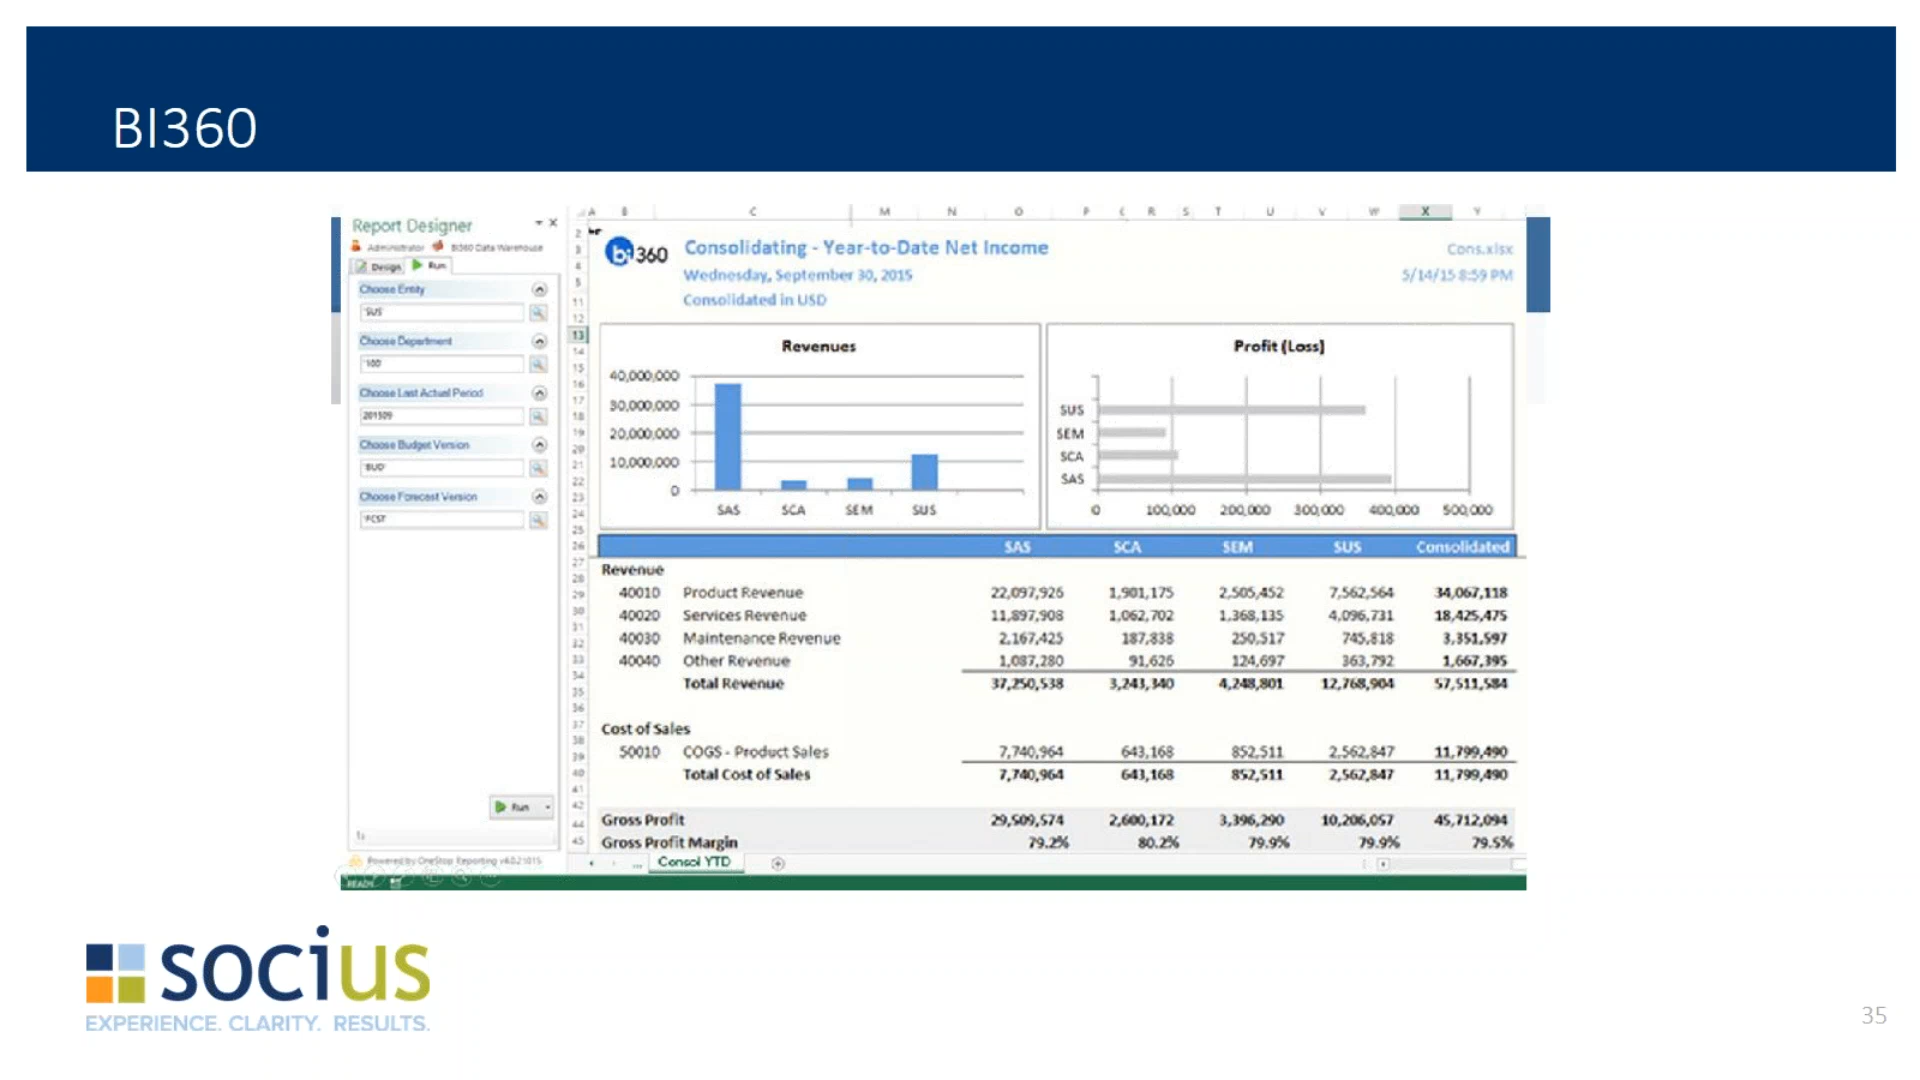 BI360
Report Designer
Administrator BI360 Data Warehouse
Design Run
Choose Entity
'SUS'
Choose Department
'100'
Choose Last Actual Period
201509
Choose Budget Version
'BUD'
Choose Forecast Version
'FCST'
Run
Powered by OneStop Reporting
READY
A B C M N O P R S T U V W X Y
bi360 Consolidating - Year-to-Date Net Income
Wednesday, September 30, 2015
Consolidated in USD
Cons.xlsx
5/14/15 8:59 PM
Revenues
40,000,000
30,000,000
20,000,000
10,000,000
0
SAS SCA SEM SUS
Profit (Loss)
SUS
SEM
SCA
SAS
0 100,000 200,000 300,000 400,000 500,000
SAS SCA SEM SUS Consolidated
Revenue
40010 Product Revenue 22,097,926 1,901,175 2,505,452 7,562,564 34,067,118
40020 Services Revenue 11,897,908 1,062,702 1,368,135 4,096,731 18,425,475
40030 Maintenance Revenue 2,167,425 187,838 250,517 745,818 3,351,597
40040 Other Revenue 1,087,280 91,626 124,697 363,792 1,667,395
Total Revenue 37,250,538 3,243,340 4,248,801 12,768,904 57,511,584
Cost of Sales
50010 COGS - Product Sales 7,740,964 643,168 852,511 2,562,847 11,799,490
Total Cost of Sales 7,740,964 643,168 852,511 2,562,847 11,799,490
Gross Profit 29,509,574 2,600,172 3,396,290 10,206,057 45,712,094
Gross Profit Margin 79.2% 80.2% 79.9% 79.9% 79.5%
... Consol YTD
socius
EXPERIENCE. CLARITY. RESULTS.
35